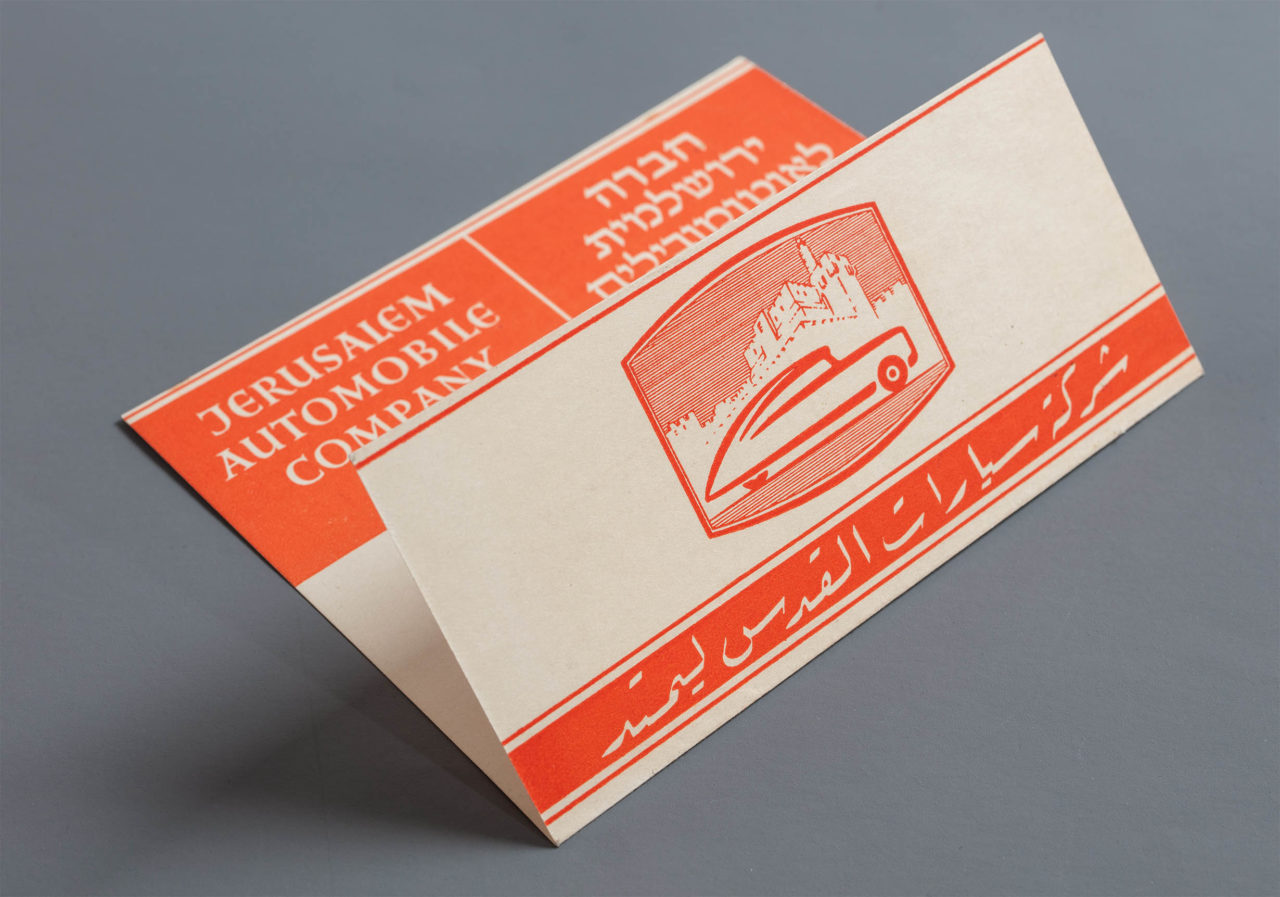 JERUSALEM
AUTOMOBILE
COMPANY
חברה
ירושלמית
לאוטומובילים
شركة سيارات القدس ليمتد